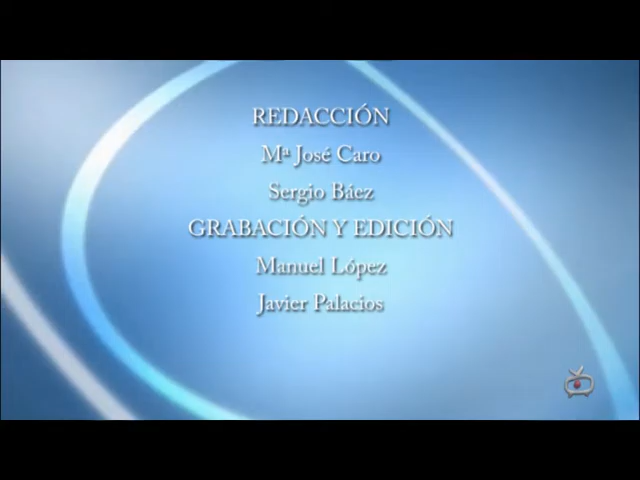 REDACCIÓN
Mª José Caro
Sergio Báez
GRABACIÓN Y EDICIÓN
Manuel López
Javier Palacios